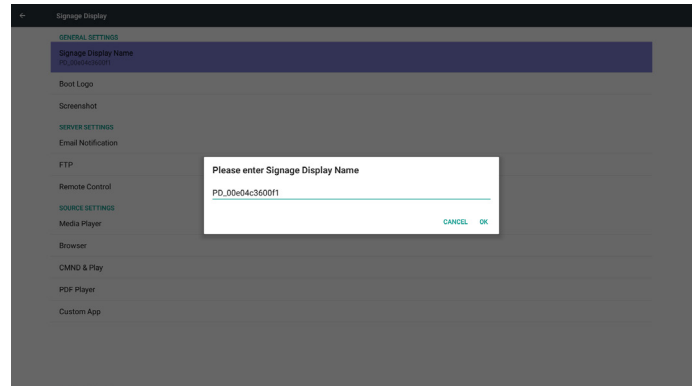 Signage Display
GENERAL SETTINGS
Signage Display Name
PD_00e04c3600f1
Boot Logo
Screenshot
SERVER SETTINGS
Email Notification
FTP
Remote Control
SOURCE SETTINGS
Media Player
Browser
CMND & Play
PDF Player
Custom App
Please enter Signage Display Name
PD_00e04c3600f1
CANCEL OK